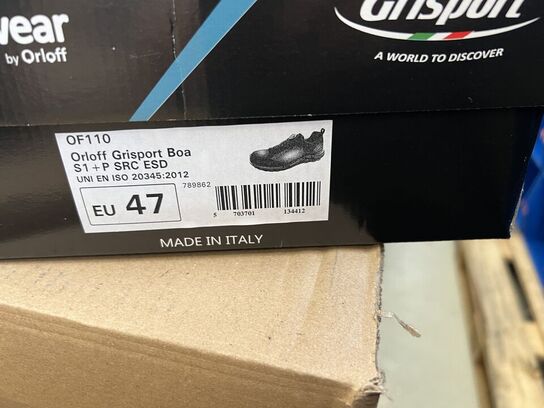 wear
by Orloff
Grisport
A WORLD TO DISCOVER
OF110
Orloff Grisport Boa
S1+P SRC ESD
UNI EN ISO 20345:2012
789862
EU 47
5 703701 134412
MADE IN ITALY